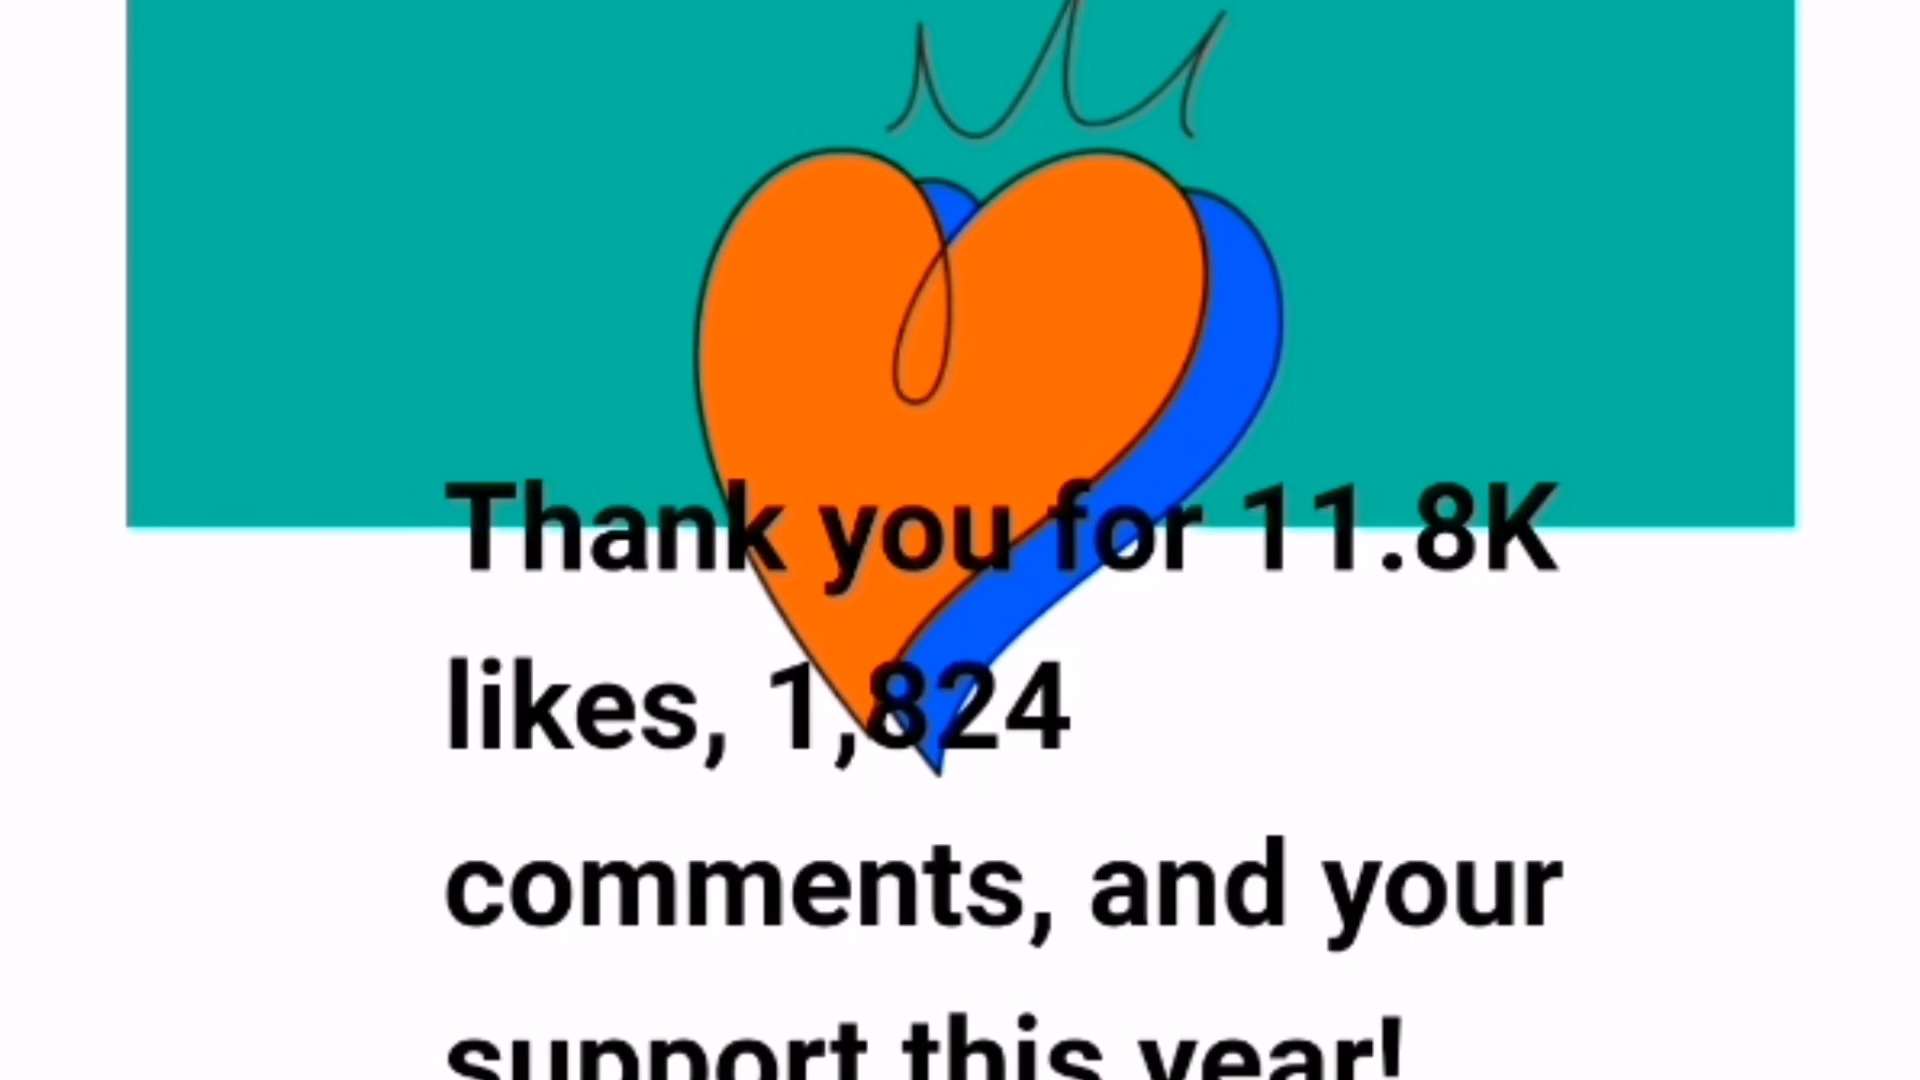 Thank you for 11.8K
likes, 1,824
comments, and your
support this year!